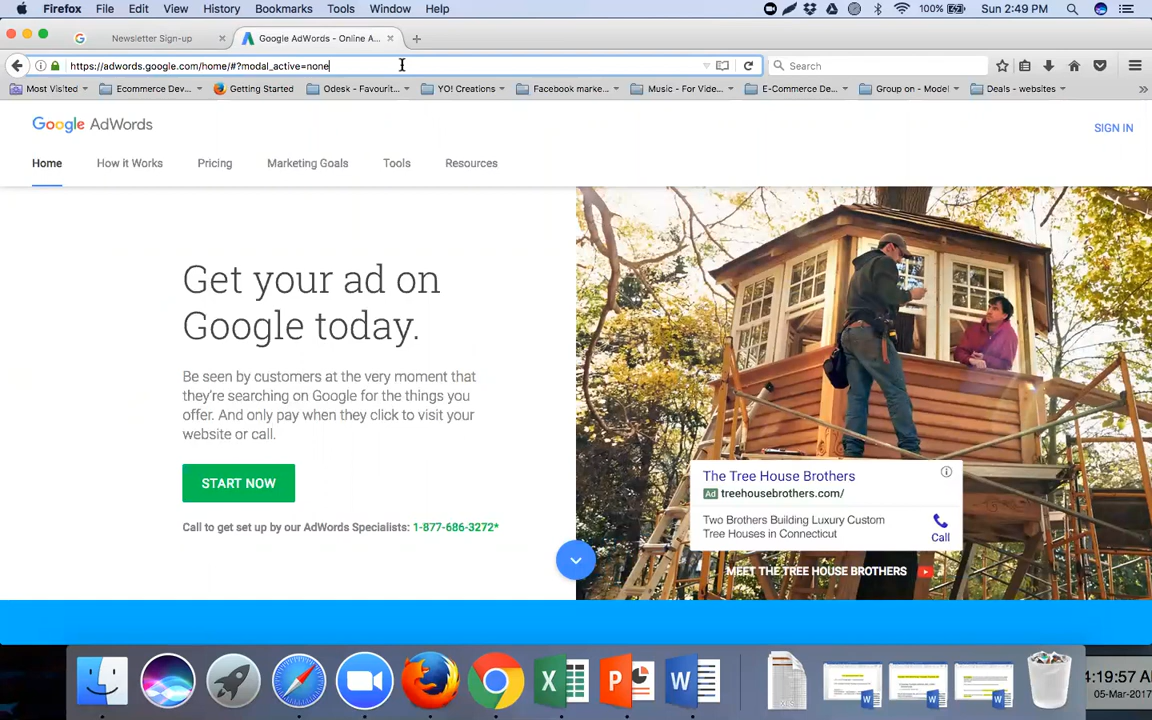 Firefox File Edit View History Bookmarks Tools Window Help 100% Sun 2:49 PM
Newsletter Sign-up Google AdWords - Online A...
https://adwords.google.com/home/#?modal_active=none Search
Most Visited Ecommerce Dev... Getting Started Odesk - Favourit... YO! Creations Facebook marke... Music - For Vide... E-Commerce De... Group on - Model Deals - websites
Google AdWords
SIGN IN
Home How it Works Pricing Marketing Goals Tools Resources
Get your ad on
Google today.
Be seen by customers at the very moment that
they're searching on Google for the things you
offer. And only pay when they click to visit your
website or call.
START NOW
Call to get set up by our AdWords Specialists: 1-877-686-3272*
The Tree House Brothers
Ad treehousebrothers.com/
Two Brothers Building Luxury Custom
Tree Houses in Connecticut
Call
MEET THE TREE HOUSE BROTHERS
4:19:57 A
05-Mar-2017